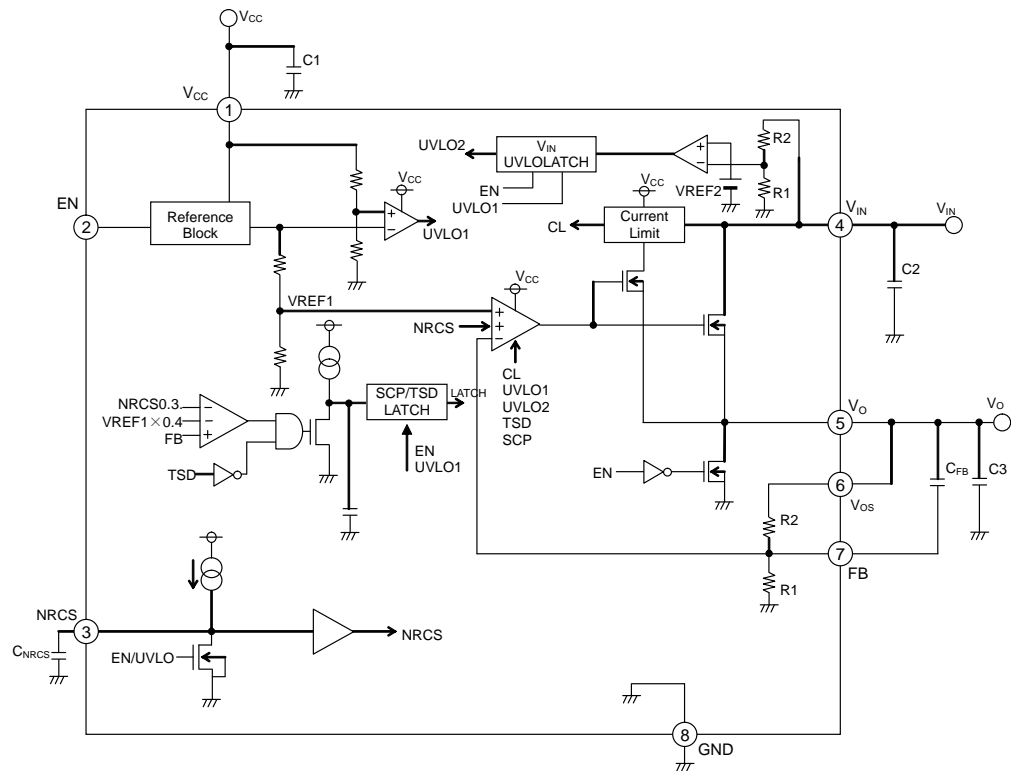 VCC
C1
VCC
1
UVLO2
VIN
UVLOLATCH
EN
UVLO1
+
−
VREF2
R2
R1
EN
2
Reference
Block
VCC
+
−
UVLO1
VCC
CL
Current
Limit
4
VIN
VIN
C2
VREF1
VCC
NRCS
+
+
−
CL
UVLO1
UVLO2
TSD
SCP
NRCS0.3.
VREF1×0.4
FB
−
−
+
TSD
SCP/TSD
LATCH
LATCH
EN
UVLO1
VO
5
VO
EN
6
VOS
CFB
C3
R2
7
FB
R1
NRCS
3
CNRCS
EN/UVLO
NRCS
8
GND